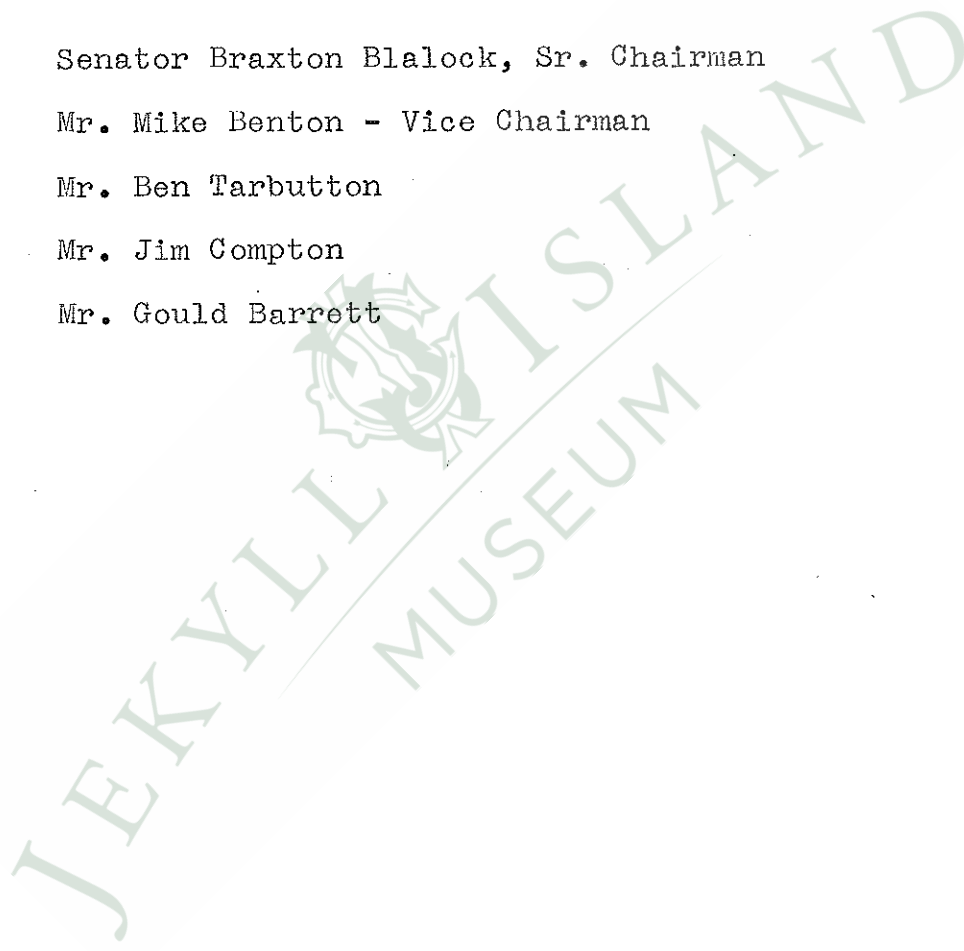 Senator Braxton Blalock, Sr. Chairman
Mr. Mike Benton - Vice Chairman
Mr. Ben Tarbutton
Mr. Jim Compton
Mr. Gould Barrett
JEKYLL ISLAND
MUSEUM